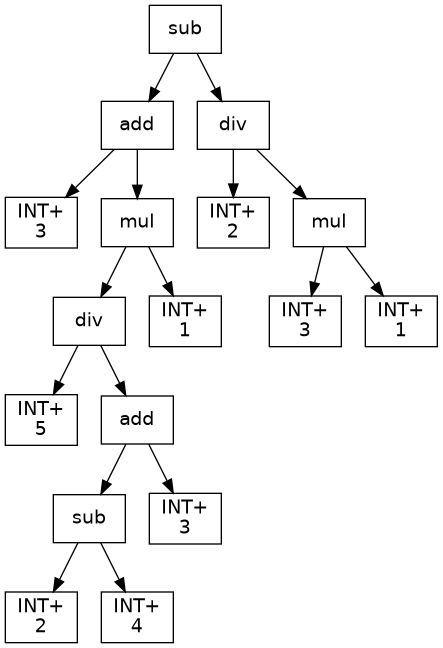 sub
add
div
INT+
3
mul
INT+
2
mul
div
INT+
1
INT+
3
INT+
1
INT+
5
add
sub
INT+
3
INT+
2
INT+
4